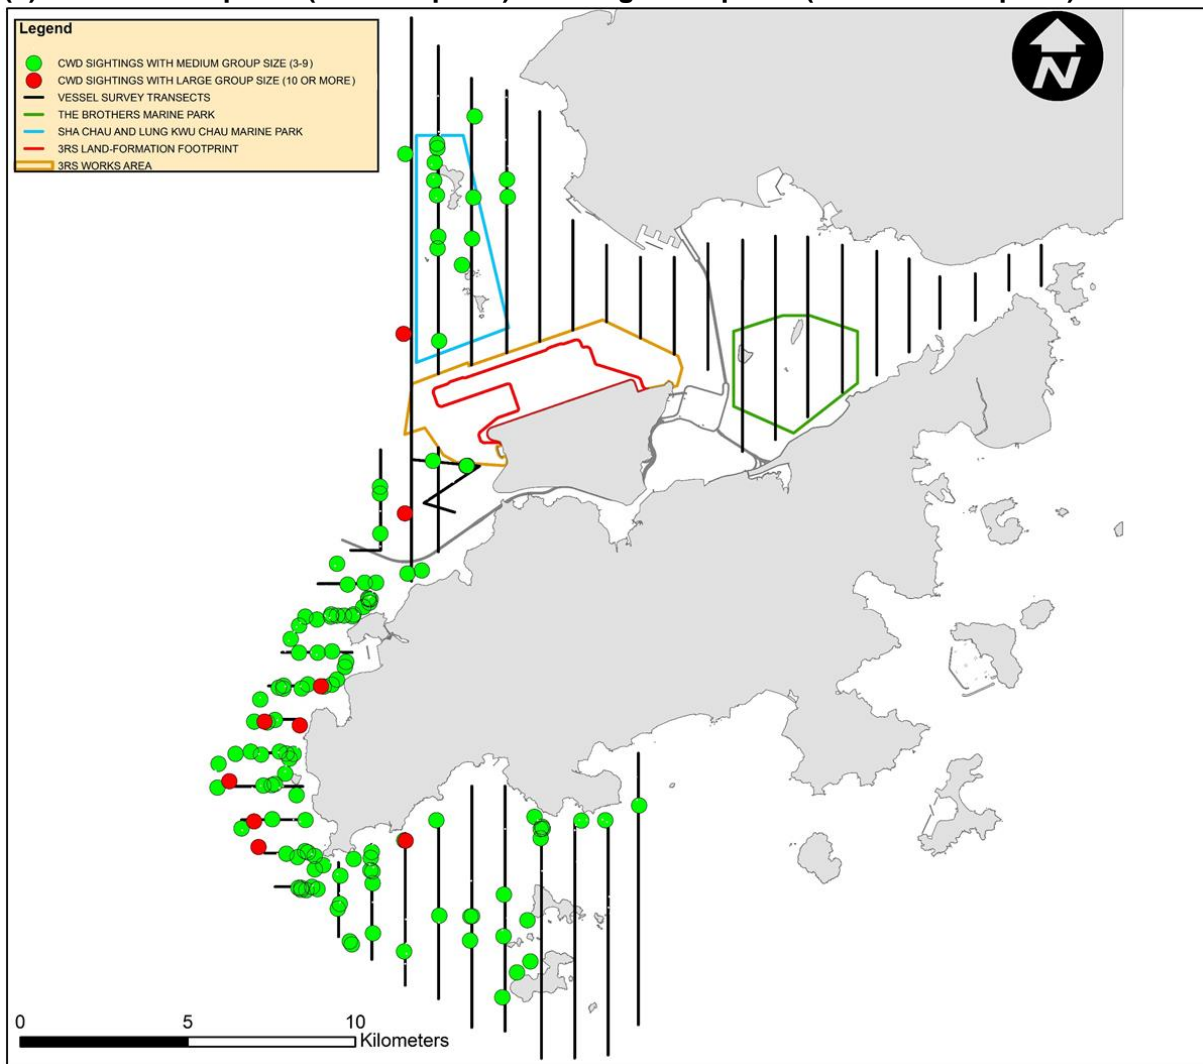 Legend
CWD SIGHTINGS WITH MEDIUM GROUP SIZE (3-9)
CWD SIGHTINGS WITH LARGE GROUP SIZE (10 OR MORE)
VESSEL SURVEY TRANSECTS
THE BROTHERS MARINE PARK
SHA CHAU AND LUNG KWU CHAU MARINE PARK
3RS LAND-FORMATION FOOTPRINT
3RS WORKS AREA
N
0 5 10
Kilometers